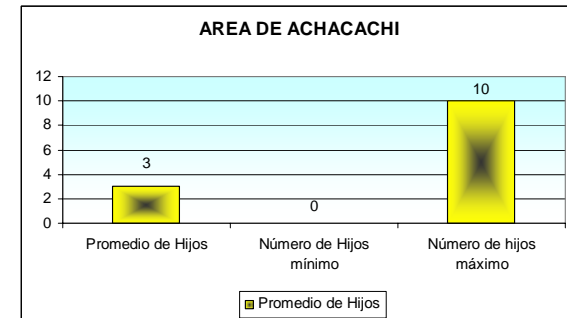 AREA DE ACHACACHI
12
10
8
6
4
2
0
3
0
10
Promedio de Hijos
Número de Hijos
mínimo
Número de hijos
máximo
Promedio de Hijos